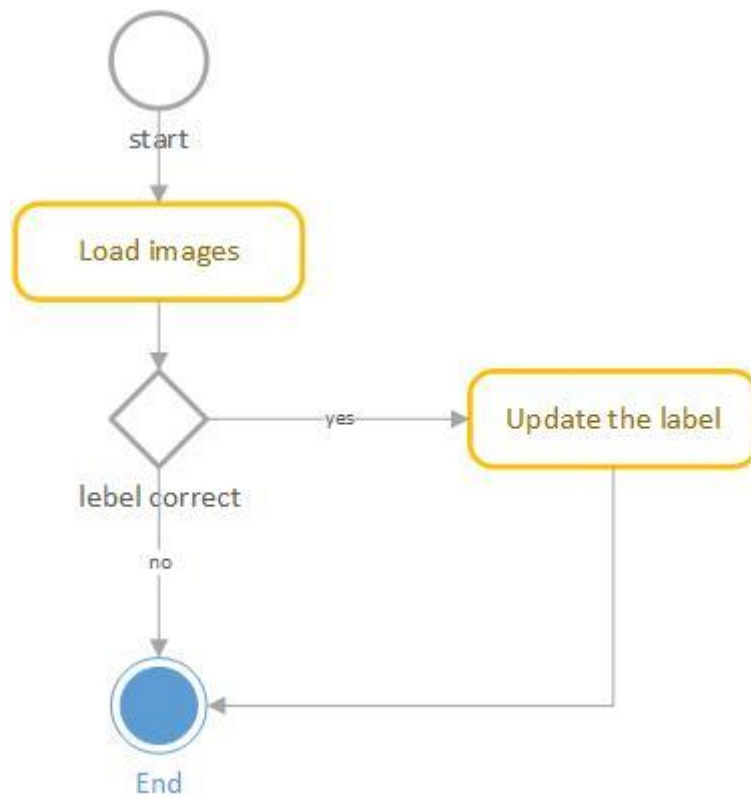 start
Load images
yes
Update the label
lebel correct
no
End